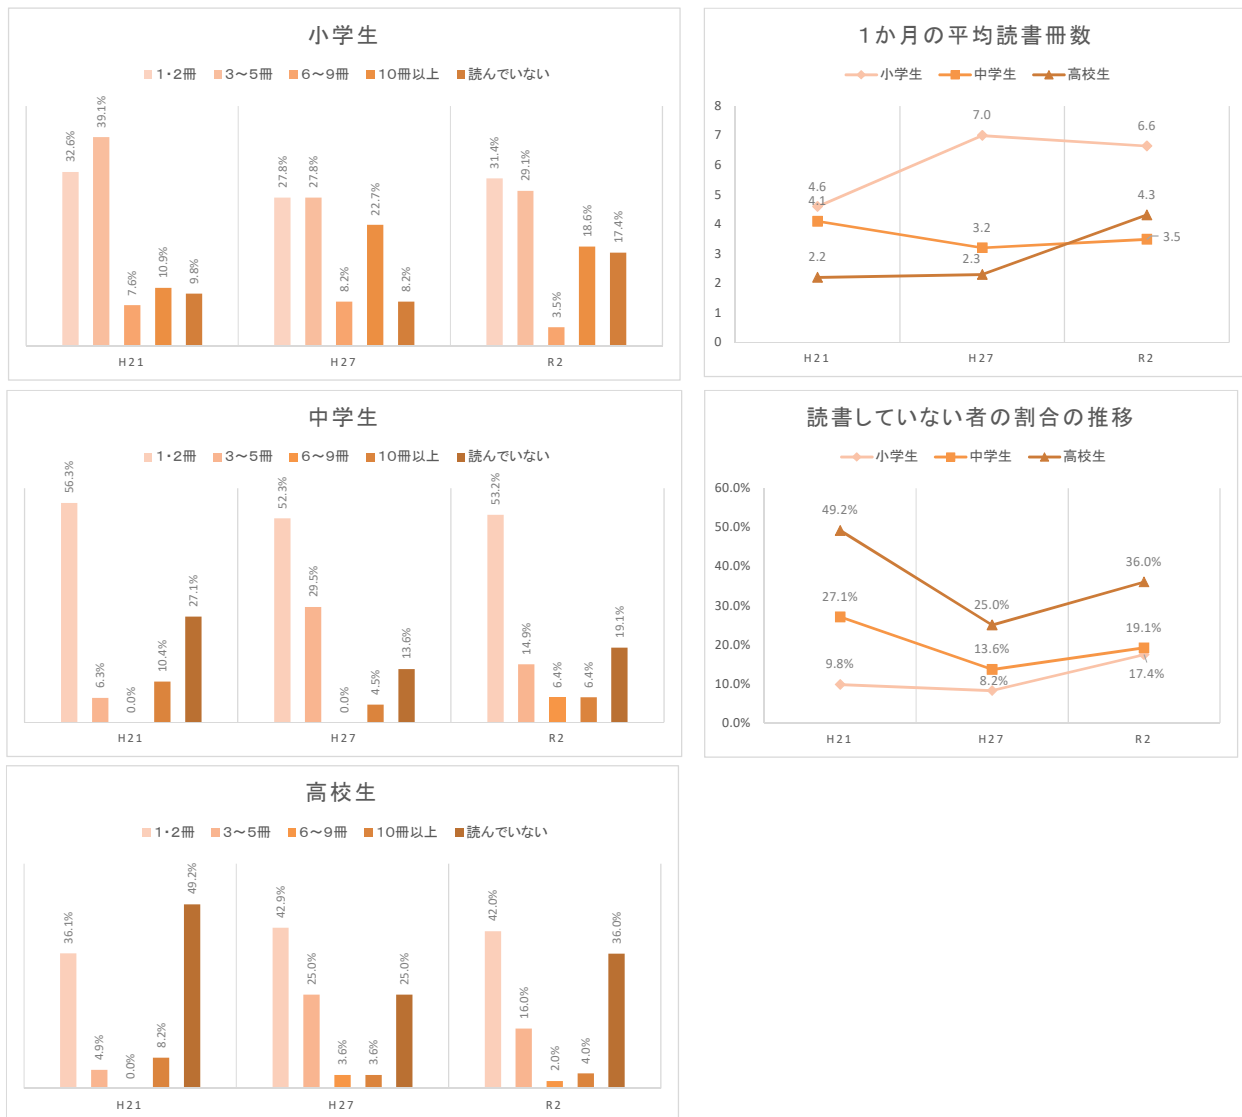 小学生
1・2冊 3～5冊 6～9冊 10冊以上 読んでいない
32.6% 39.1% 7.6% 10.9% 9.8% 27.8% 27.8% 8.2% 22.7% 8.2% 31.4% 29.1% 3.5% 18.6% 17.4%
H21 H27 R2
1か月の平均読書冊数
小学生 中学生 高校生
8
7
6
5
4
3
2
1
0
4.6 7.0 6.6
4.1 3.2 3.5
2.2 2.3 4.3
H21 H27 R2
中学生
1・2冊 3～5冊 6～9冊 10冊以上 読んでいない
56.3% 6.3% 0.0% 10.4% 27.1% 52.3% 29.5% 0.0% 4.5% 13.6% 53.2% 14.9% 6.4% 6.4% 19.1%
H21 H27 R2
読書していない者の割合の推移
小学生 中学生 高校生
60.0%
50.0%
40.0%
30.0%
20.0%
10.0%
0.0%
49.2% 25.0% 36.0%
27.1% 13.6% 19.1%
9.8% 8.2% 17.4%
H21 H27 R2
高校生
1・2冊 3～5冊 6～9冊 10冊以上 読んでいない
36.1% 4.9% 0.0% 8.2% 49.2% 42.9% 25.0% 3.6% 3.6% 25.0% 42.0% 16.0% 2.0% 4.0% 36.0%
H21 H27 R2